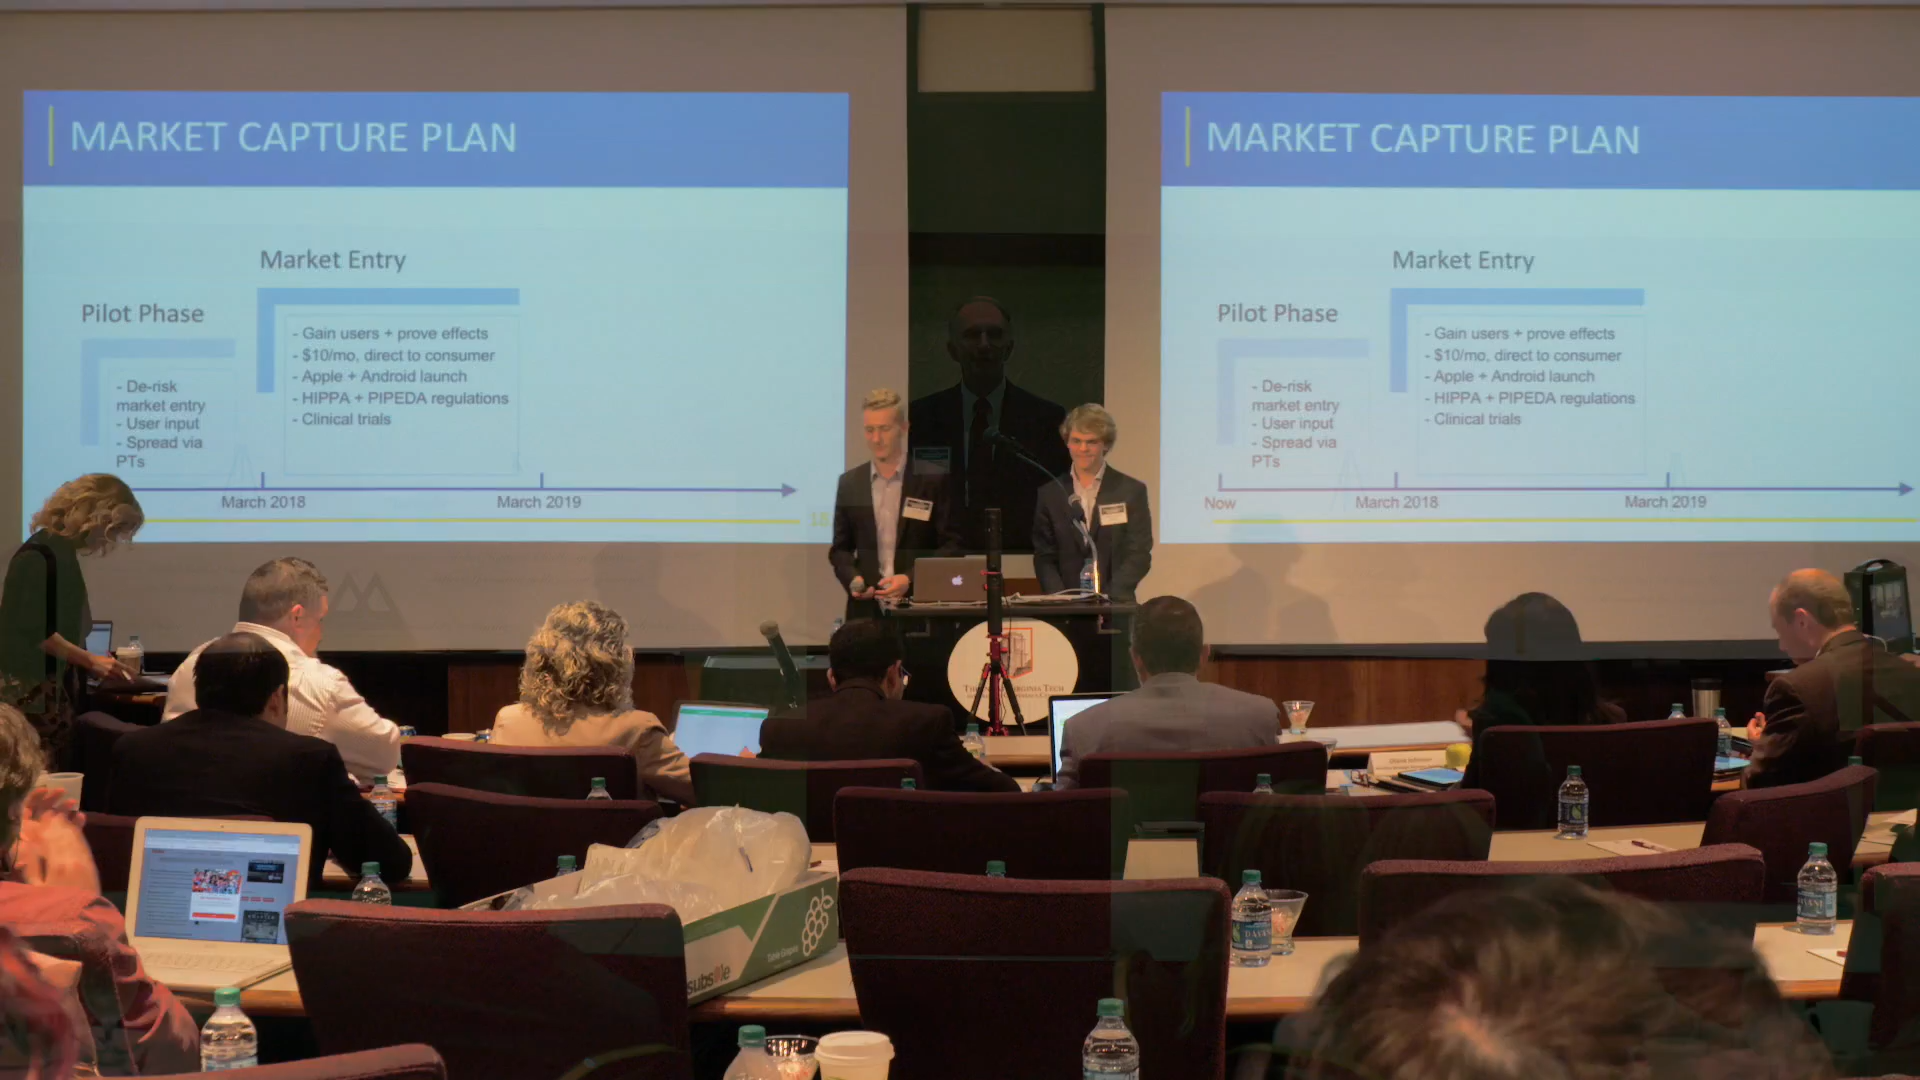 MARKET CAPTURE PLAN
Market Entry
Pilot Phase
- Gain users + prove effects
- $10/mo, direct to consumer
- Apple + Android launch
- HIPPA + PIPEDA regulations
- Clinical trials
- De-risk
market entry
- User input
- Spread via
PTs
March 2018
March 2019
18
MARKET CAPTURE PLAN
Market Entry
Pilot Phase
- Gain users + prove effects
- $10/mo, direct to consumer
- Apple + Android launch
- HIPPA + PIPEDA regulations
- Clinical trials
- De-risk
market entry
- User input
- Spread via
PTs
Now
March 2018
March 2019
DASANI